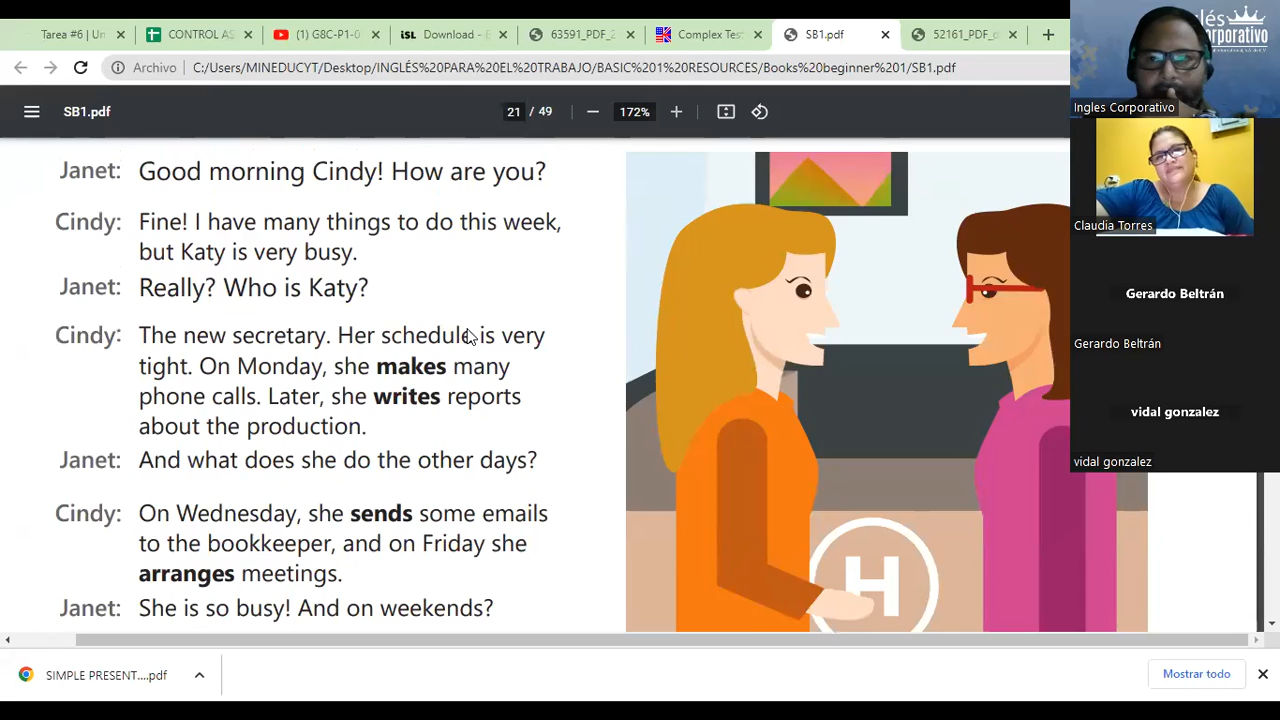 Tarea #6 | Un
CONTROL AS
(1) G8C-P1-0
Download –
63591_PDF_2
Complex Tes
SB1.pdf
52161_PDF_
Archivo
C:/Users/MINEDUCYT/Desktop/INGLÉS%20PARA%20EL%20TRABAJO/BASIC%201%20RESOURCES/Books%20beginner%201/SB1.pdf
SB1.pdf
21 / 49
172%
Janet: Good morning Cindy! How are you?
Cindy: Fine! I have many things to do this week,
but Katy is very busy.
Janet: Really? Who is Katy?
Cindy: The new secretary. Her schedule is very
tight. On Monday, she makes many
phone calls. Later, she writes reports
about the production.
Janet: And what does she do the other days?
Cindy: On Wednesday, she sends some emails
to the bookkeeper, and on Friday she
arranges meetings.
Janet: She is so busy! And on weekends?
H
Corporativo
Ingles Corporativo
Claudia Torres
Gerardo Beltrán
Gerardo Beltrán
vidal gonzalez
vidal gonzalez
SIMPLE PRESENT....pdf
Mostrar todo